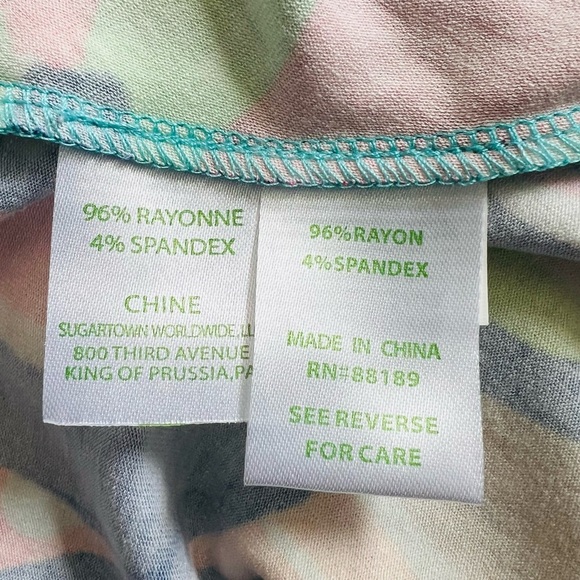 96% RAYONNE
4% SPANDEX
CHINE
SUGARTOWN WORLDWIDE,
800 THIRD AVENUE
KING OF PRUSSIA, PA
96%RAYON
4%SPANDEX
MADE IN CHINA
RN#88189
SEE REVERSE
FOR CARE